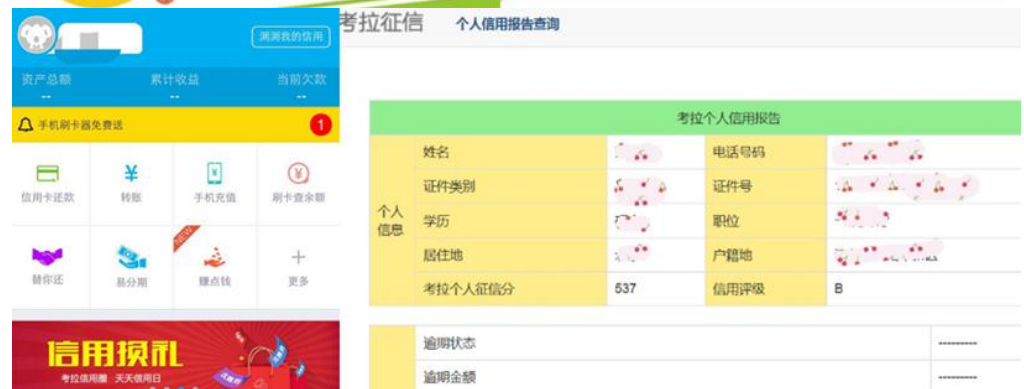 测测我的信用
资产总额 累计收益 当前欠款
-- -- --
手机刷卡器免费送 1
信用卡还款 转账 手机充值 刷卡查余额
NEW
替你还 易分期 赚点钱 更多
信用换礼
考拉信用圈 天天信用日
考拉征信 个人信用报告查询
考拉个人信用报告
个人信息
姓名 电话号码
证件类别 证件号
学历 职位
居住地 户籍地
考拉个人征信分 537 信用评级 B
逾期状态 ---------
逾期金额 ---------